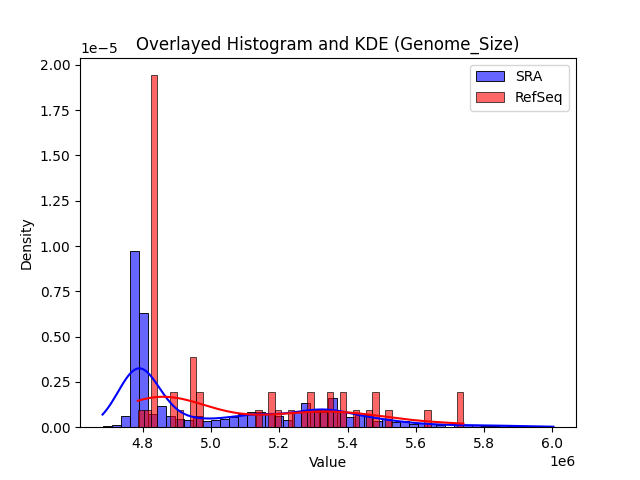 Overlayed Histogram and KDE (Genome_Size)
1e−5
2.00
1.75
1.50
1.25
1.00
0.75
0.50
0.25
0.00
Density
SRA
RefSeq
4.8 5.0 5.2 5.4 5.6 5.8 6.0
Value
1e6